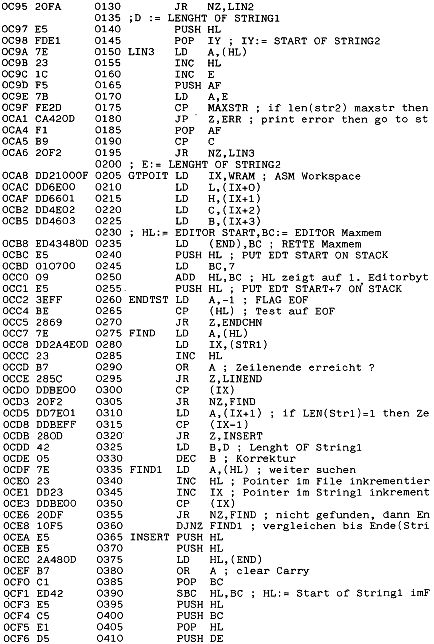 0C95 20FA 0130 JR NZ,LIN2
0135 ;D := LENGHT OF STRING1
0C97 E5 0140 PUSH HL
0C98 FDE1 0145 POP IY ; IY:= START OF STRING2
0C9A 7E 0150 LIN3 LD A,(HL)
0C9B 23 0155 INC HL
0C9C 1C 0160 INC E
0C9D F5 0165 PUSH AF
0C9E 7B 0170 LD A,E
0C9F FE2D 0175 CP MAXSTR ; if len(str2) maxstr then
0CA1 CA420D 0180 JP Z,ERR ; print error then go to st
0CA4 F1 0185 POP AF
0CA5 B9 0190 CP C
0CA6 20F2 0195 JR NZ,LIN3
0200 ; E:= LENGHT OF STRING2
0CA8 DD21000F 0205 GTPOIT LD IX,WRAM ; ASM Workspace
0CAC DD6E00 0210 LD L,(IX+0)
0CAF DD6601 0215 LD H,(IX+1)
0CB2 DD4E02 0220 LD C,(IX+2)
0CB5 DD4603 0225 LD B,(IX+3)
0230 ; HL:= EDITOR START,BC:= EDITOR Maxmem
0CB8 ED43480D 0235 LD (END),BC ; RETTE Maxmem
0CBC E5 0240 PUSH HL ; PUT EDT START ON STACK
0CBD 010700 0245 LD BC,7
0CC0 09 0250 ADD HL,BC ; HL zeigt auf 1. Editorbyt
0CC1 E5 0255 PUSH HL ; PUT EDT START+7 ON STACK
0CC2 3EFF 0260 ENDTST LD A,-1 ; FLAG EOF
0CC4 BE 0265 CP (HL) ; Test auf EOF
0CC5 2869 0270 JR Z,ENDCHN
0CC7 7E 0275 FIND LD A,(HL)
0CC8 DD2A4E0D 0280 LD IX,(STR1)
0CCC 23 0285 INC HL
0CCD B7 0290 OR A ; Zeilenende erreicht ?
0CCE 285C 0295 JR Z,LINEND
0CD0 DDBE00 0300 CP (IX)
0CD3 20F2 0305 JR NZ,FIND
0CD5 DD7E01 0310 LD A,(IX+1) ; if LEN(Str1)=1 then Ze
0CD8 DDBEFF 0315 CP (IX-1)
0CDB 280D 0320 JR Z,INSERT
0CDD 42 0325 LD B,D ; Lenght OF String1
0CDE 05 0330 DEC B ; Korrektur
0CDF 7E 0335 FIND1 LD A,(HL) ; weiter suchen
0CE0 23 0340 INC HL ; Pointer im File inkrementier
0CE1 DD23 0345 INC IX ; Pointer im String1 inkrement
0CE3 DDBE00 0350 CP (IX)
0CE6 20DF 0355 JR NZ,FIND ; nicht gefunden, dann En
0CE8 10F5 0360 DJNZ FIND1 ; vergleichen bis Ende(Stri
0CEA E5 0365 INSERT PUSH HL
0CEB E5 0370 PUSH HL
0CEC 2A480D 0375 LD HL,(END)
0CEF B7 0380 OR A ; clear Carry
0CF0 C1 0385 POP BC
0CF1 ED42 0390 SBC HL,BC ; HL:= Start of String1 imF
0CF3 E5 0395 PUSH HL
0CF4 C5 0400 PUSH BC
0CF5 E1 0405 POP HL
0CF6 D5 0410 PUSH DE